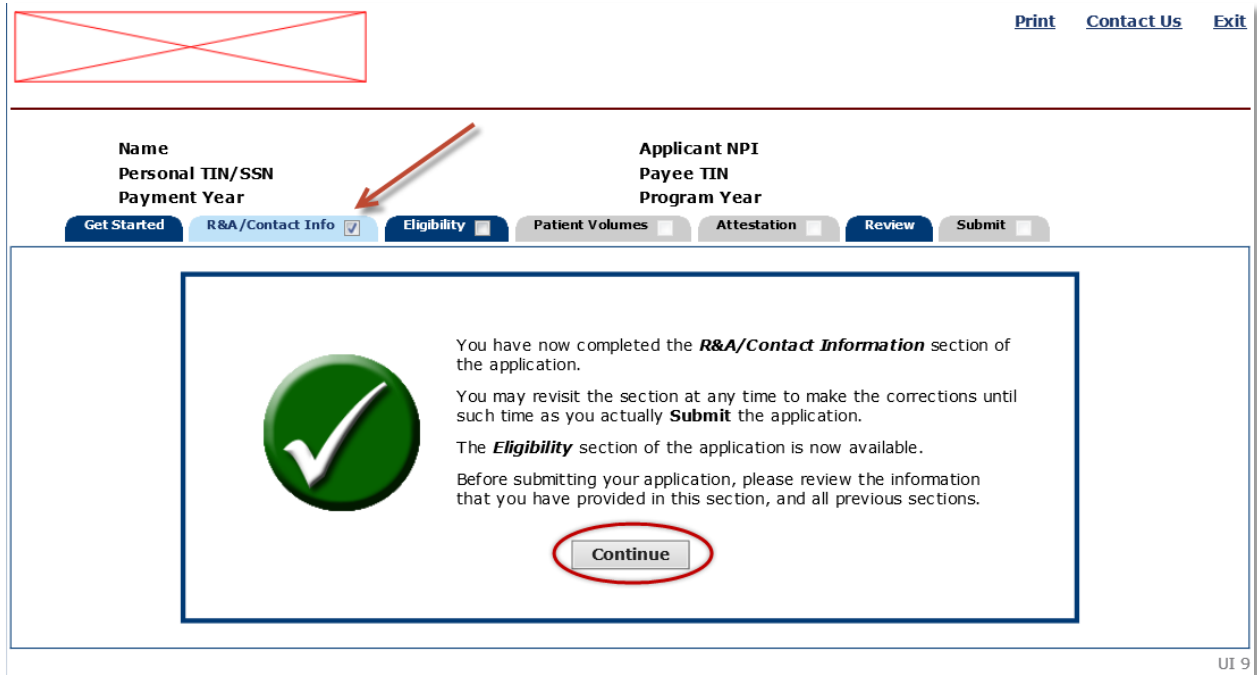 Print Contact Us Exit
Name Applicant NPI
Personal TIN/SSN Payee TIN
Payment Year Program Year
Get Started R&A/Contact Info Eligibility Patient Volumes Attestation Review Submit
You have now completed the R&A/Contact Information section of
the application.
You may revisit the section at any time to make the corrections until
such time as you actually Submit the application.
The Eligibility section of the application is now available.
Before submitting your application, please review the information
that you have provided in this section, and all previous sections.
Continue
UI 9